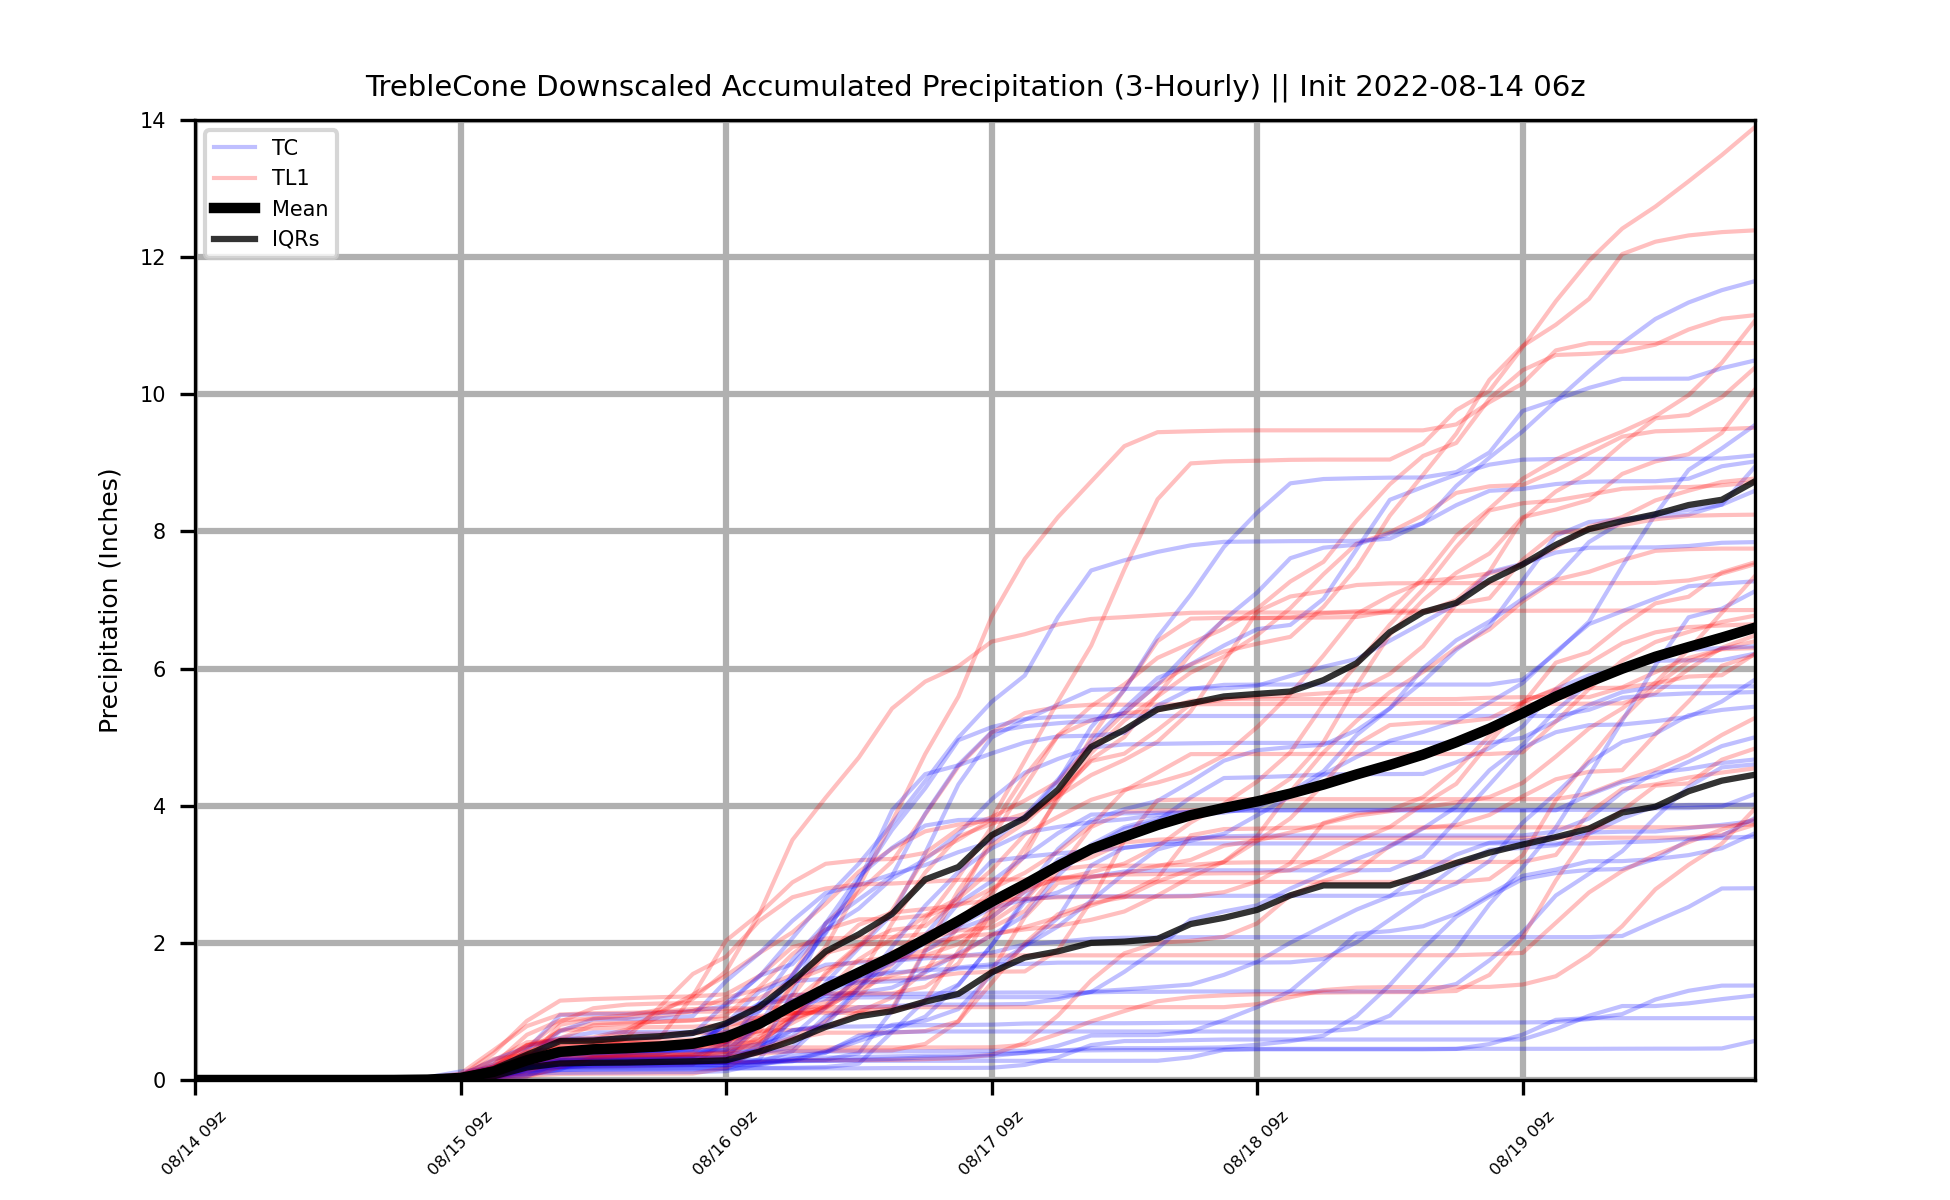 TrebleCone Downscaled Accumulated Precipitation (3-Hourly) || Init 2022-08-14 06z
TC
TL1
Mean
IQRs
Precipitation (Inches)
14
12
10
8
6
4
2
0
08/14 09z
08/15 09z
08/16 09z
08/17 09z
08/18 09z
08/19 09z